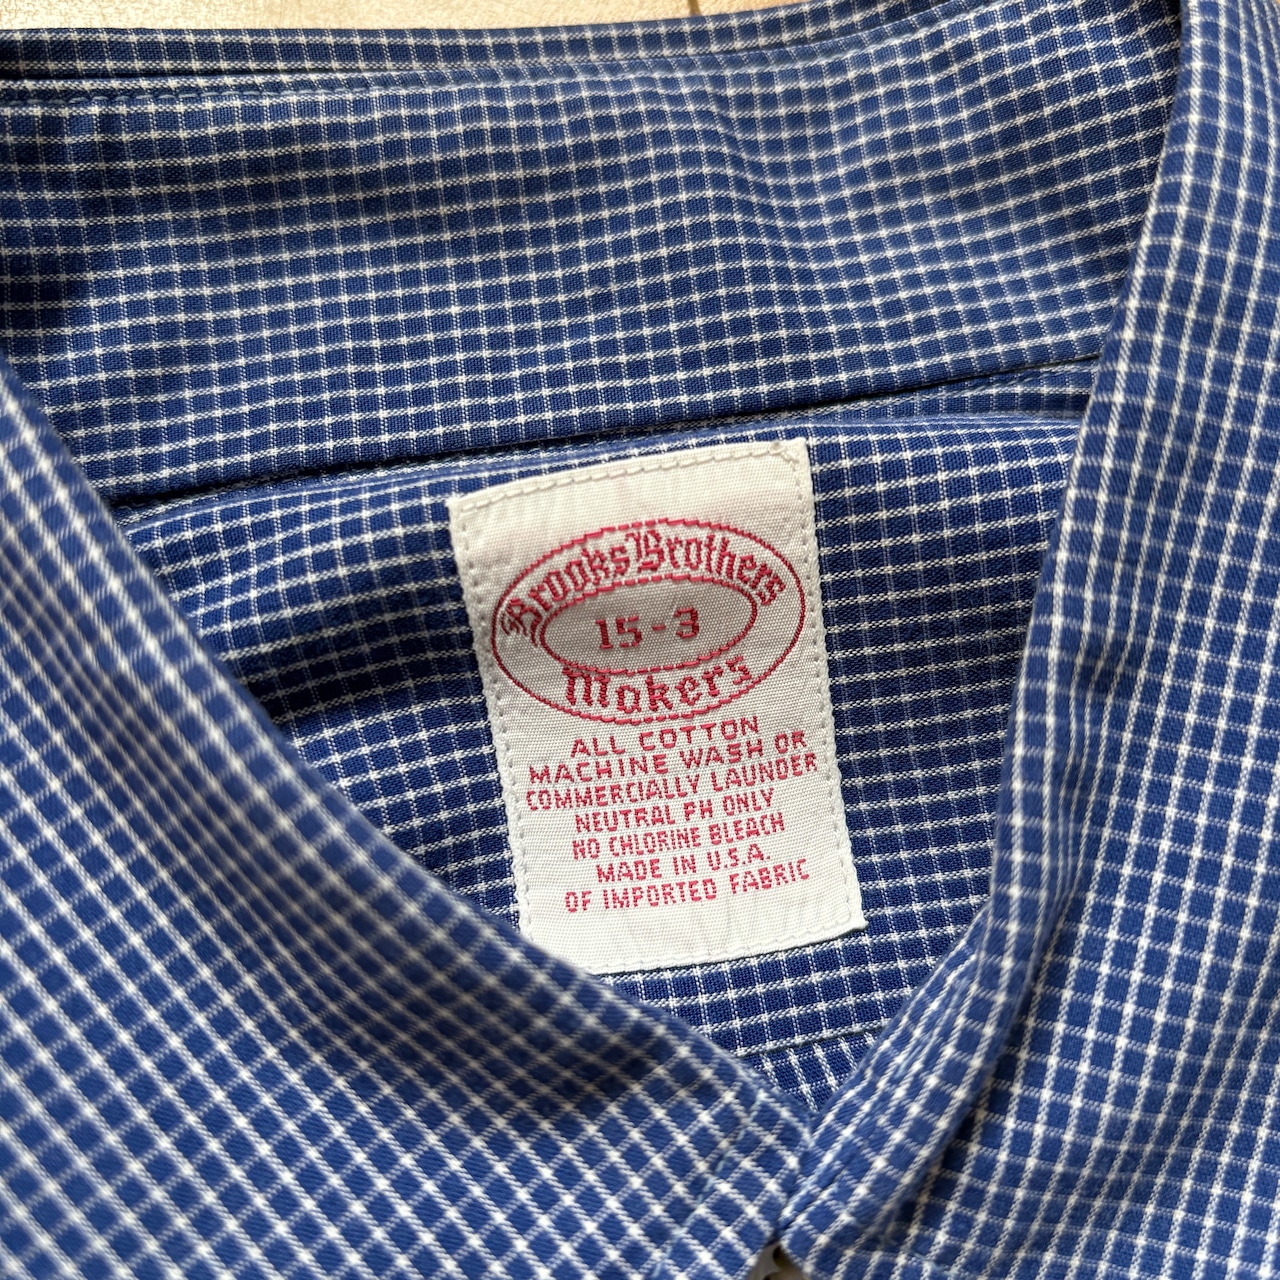 Brooks Brothers
15-3
Makers
ALL COTTON
MACHINE WASH OR
COMMERCIALLY LAUNDER
NEUTRAL PH ONLY
NO CHLORINE BLEACH
MADE IN U.S.A.
OF IMPORTED FABRIC